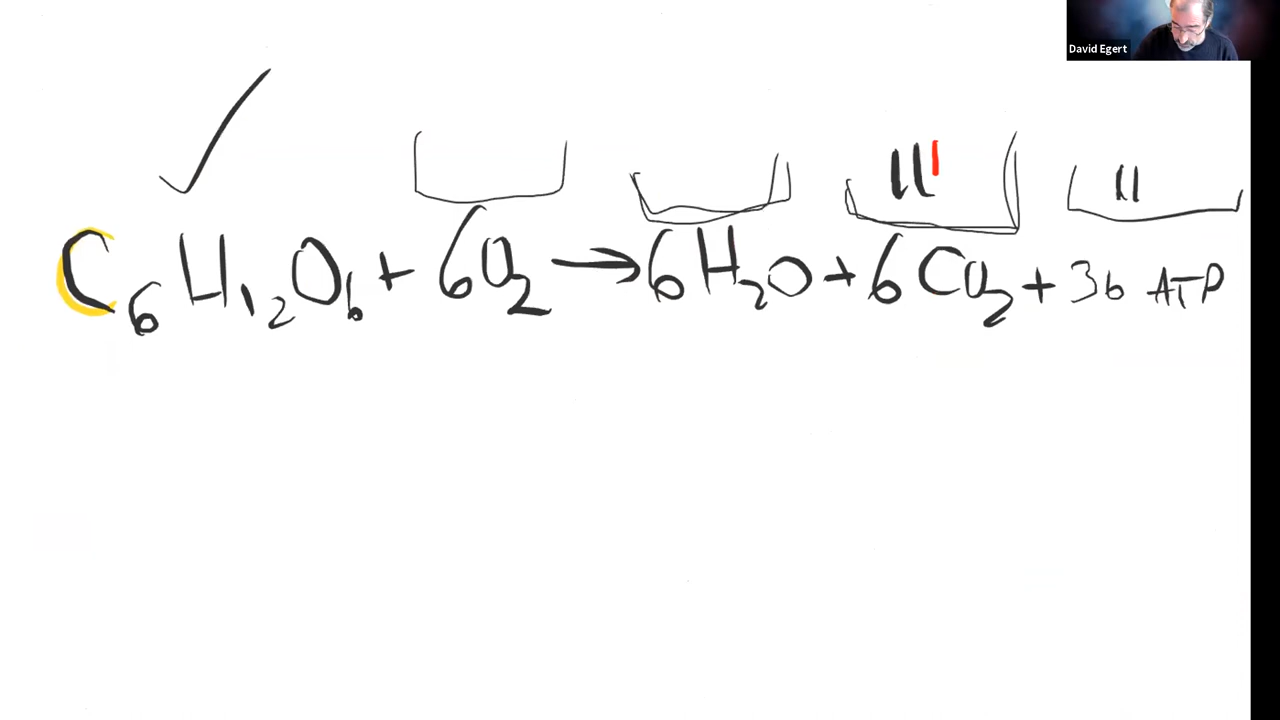 David Egert
C₆H₁₂O₆ + 6O₂ → 6H₂O + 6CO₂ + 36 ATP